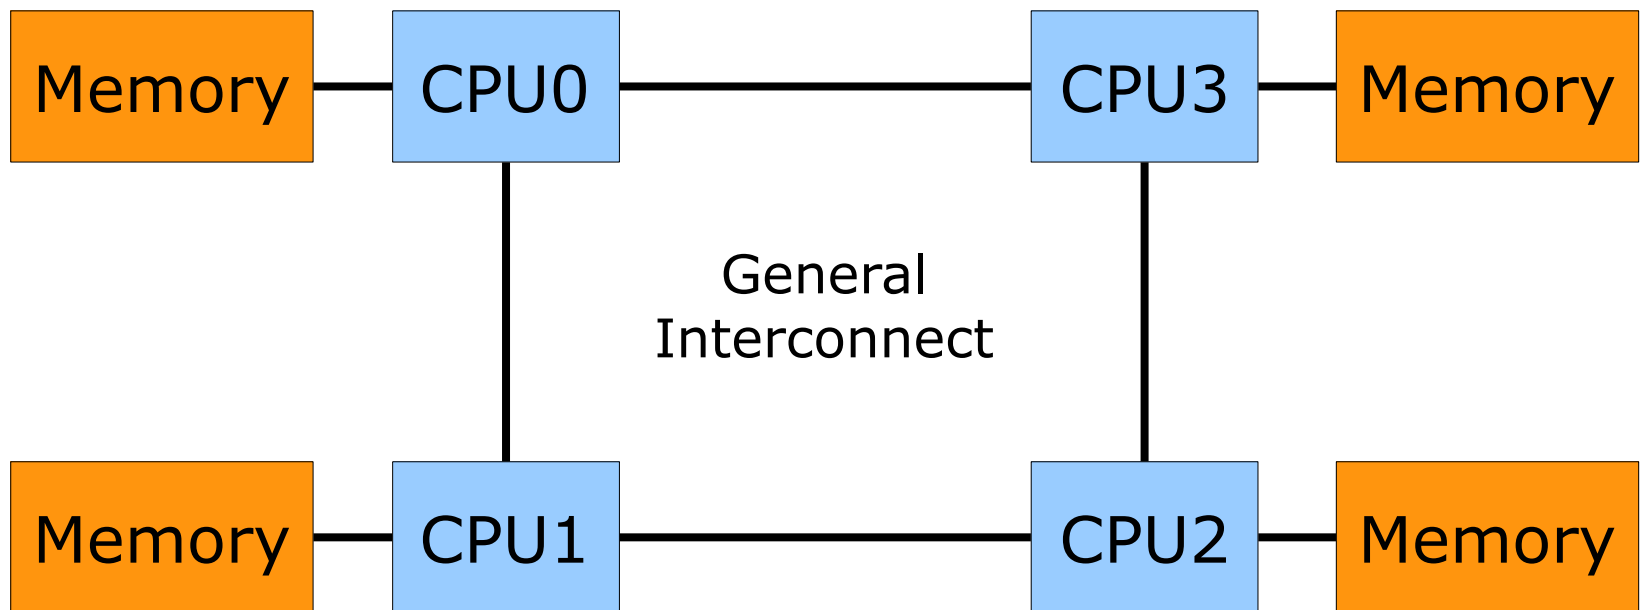 Memory
CPU0
CPU3
Memory
General
Interconnect
Memory
CPU1
CPU2
Memory